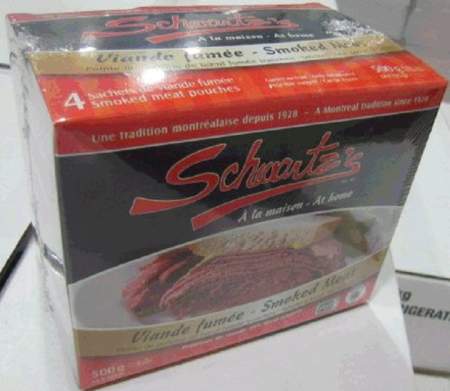 Schwartz's
À la maison - At home
Viande fumée - Smoked Meat
500g
4 sachets de viande fumée
smoked meat pouches
Une tradition montréalaise depuis 1928 - A Montreal tradition since 1928
Schwartz's
À la maison - At home
Viande fumée - Smoked Meat
500 g